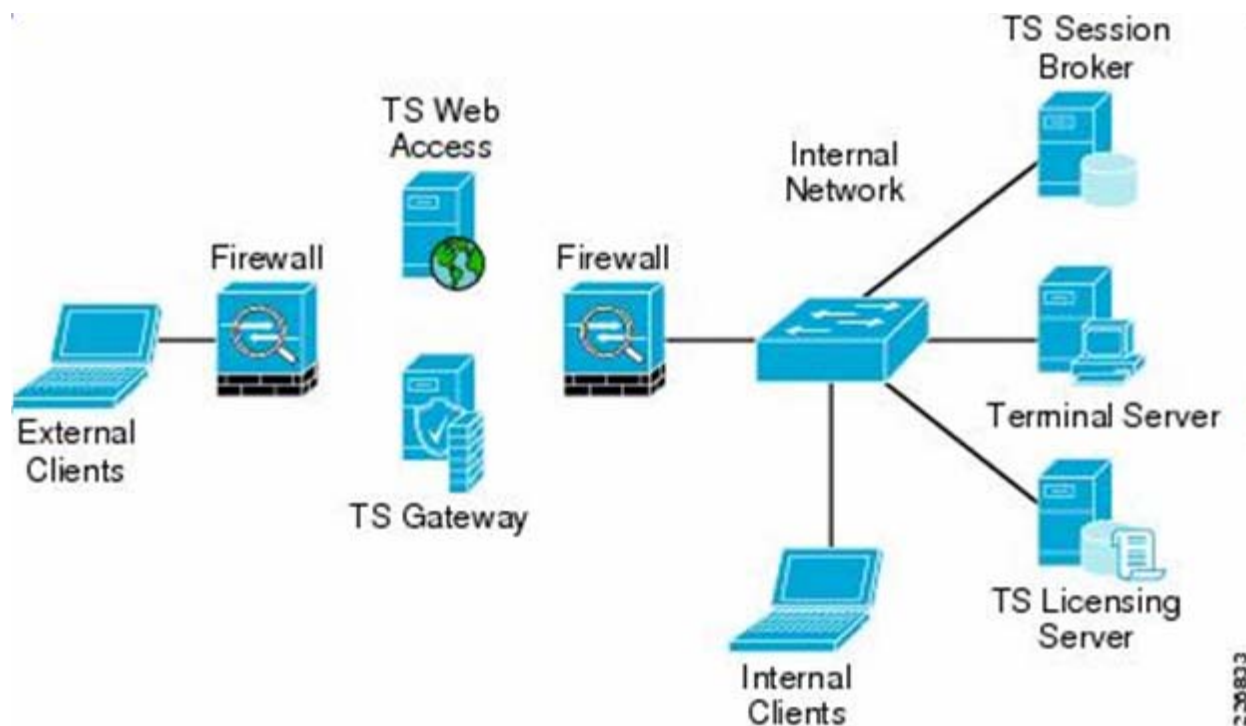 TS Session
Broker
TS Web
Access
Internal
Network
Firewall
Firewall
External
Clients
TS Gateway
Terminal Server
TS Licensing
Server
Internal
Clients